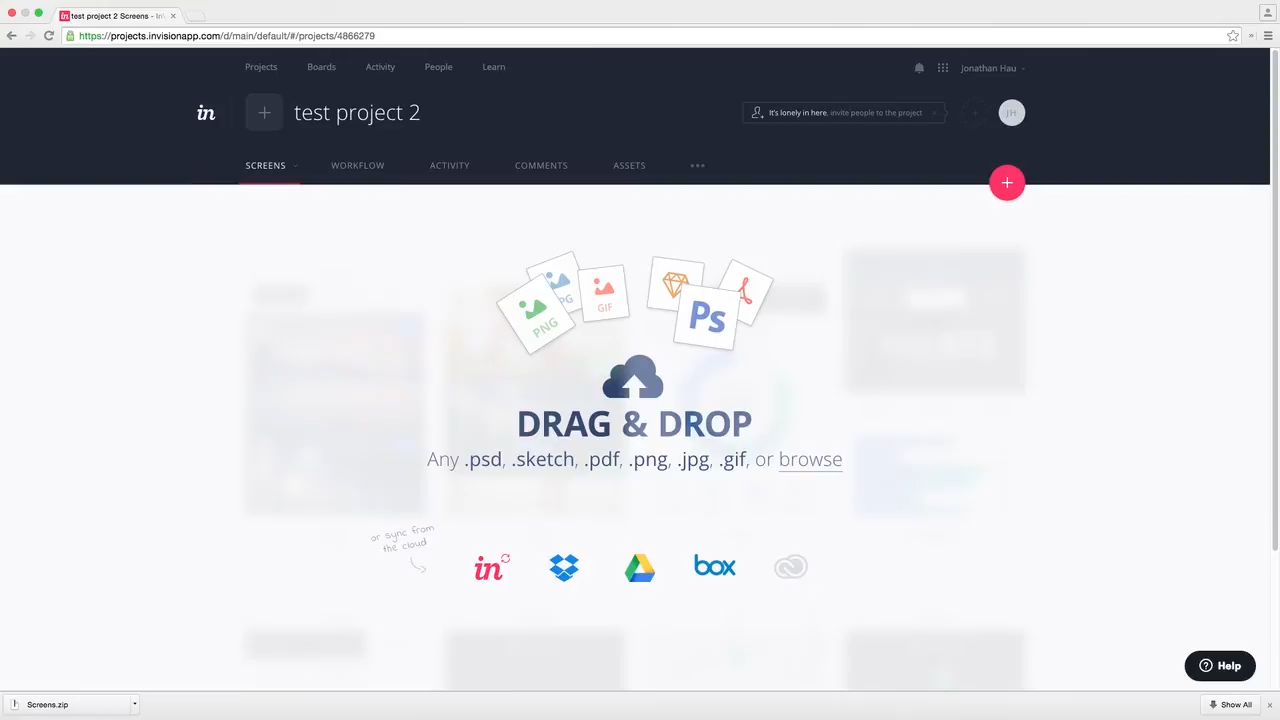 test project 2 Screens - InV
https://projects.invisionapp.com/d/main/default/#/projects/4866279
Projects Boards Activity People Learn
Jonathan Hau
in
test project 2
It's lonely in here, invite people to the project
JH
SCREENS WORKFLOW ACTIVITY COMMENTS ASSETS
PNG
PG
GIF
Ps
DRAG & DROP
Any .psd, .sketch, .pdf, .png, .jpg, .gif, or browse
or sync from
the cloud
in
box
Help
Screens.zip
Show All